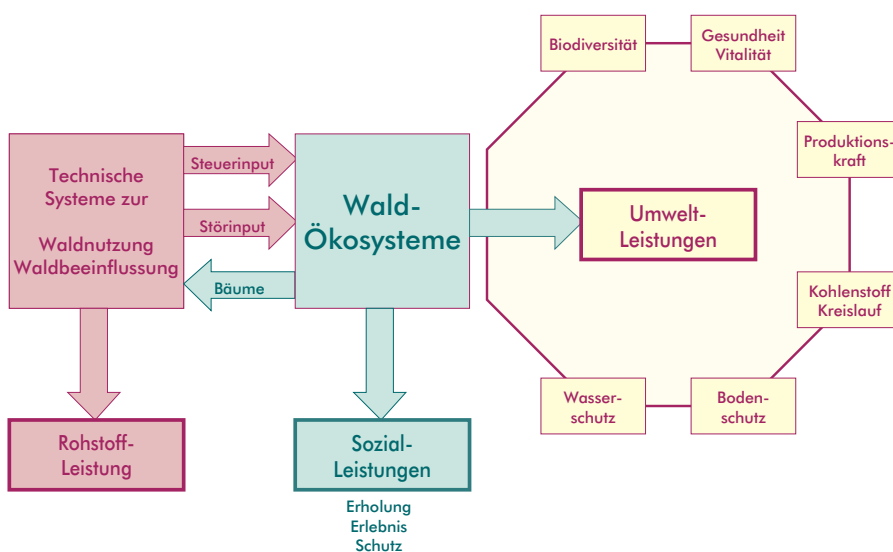 Biodiversität
Gesundheit
Vitalität
Produktions-
kraft
Kohlenstoff
Kreislauf
Boden-
schutz
Wasser-
schutz
Umwelt-
Leistungen
Technische
Systeme zur
Waldnutzung
Waldbeeinflussung
Steuerinput
Störinput
Bäume
Wald-
Ökosysteme
Rohstoff-
Leistung
Sozial-
Leistungen
Erholung
Erlebnis
Schutz